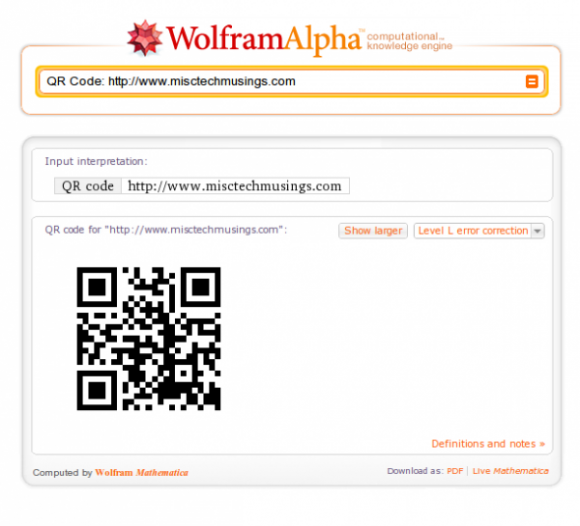 WolframAlpha™ computational..
knowledge engine
QR Code: http://www.misctechmusings.com
Input interpretation:
QR code http://www.misctechmusings.com
QR code for "http://www.misctechmusings.com":
Show larger
Level L error correction
Definitions and notes »
Computed by Wolfram Mathematica
Download as: PDF | Live Mathematica